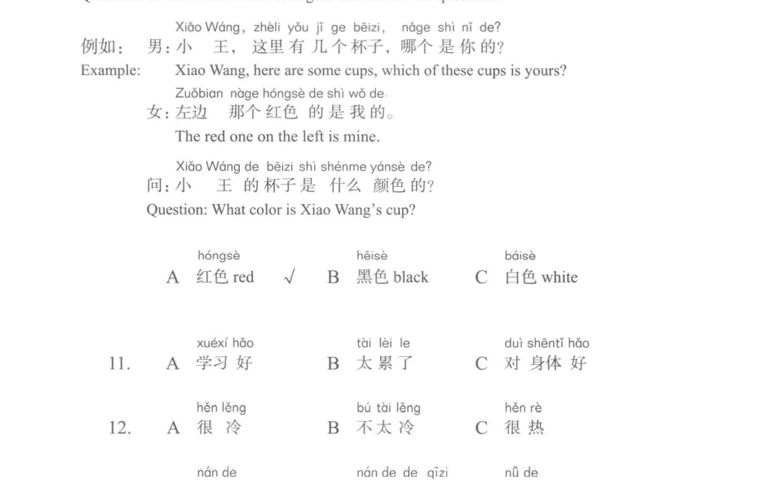 Xiǎo Wáng, zhèli yǒu jǐ ge bēizi, nǎge shì nǐ de?
例如： 男：小 王， 这里 有 几个 杯子，哪个 是 你 的？
Example: Xiao Wang, here are some cups, which of these cups is yours?
Zuǒbian nàge hóngsè de shì wǒ de.
女：左边 那个 红色 的 是 我 的。
The red one on the left is mine.
Xiǎo Wáng de bēizi shì shénme yánsè de?
问：小 王 的 杯子 是 什么 颜色 的？
Question: What color is Xiao Wang's cup?
hóngsè hēisè báisè
A 红色 red √ B 黑色 black C 白色 white
xuéxí hǎo tài lèi le duì shēntǐ hǎo
11. A 学习 好 B 太 累 了 C 对 身体 好
hěn lěng bú tài lěng hěn rè
12. A 很 冷 B 不 太 冷 C 很 热
nán de nán de de qīzi nǚ de